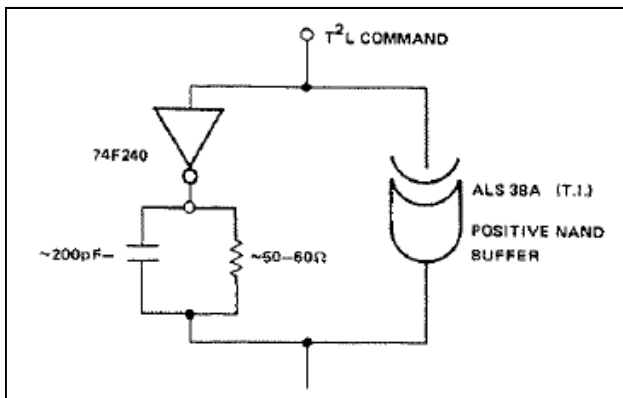 T²L COMMAND
74F240
ALS 38A (T.I.)
POSITIVE NAND
BUFFER
~200pF
~50-60Ω